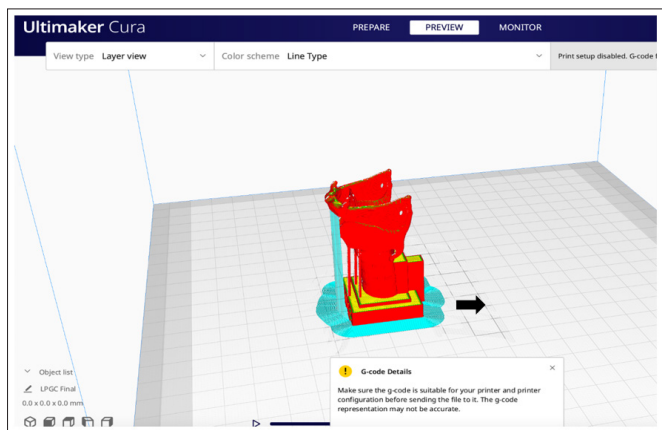 Ultimaker Cura PREPARE PREVIEW MONITOR
View type Layer view Color scheme Line Type Print setup disabled. G-code
Object list
LPGC Final
0.0 x 0.0 x 0.0 mm
G-code Details
Make sure the g-code is suitable for your printer and printer
configuration before sending the file to it. The g-code
representation may not be accurate.